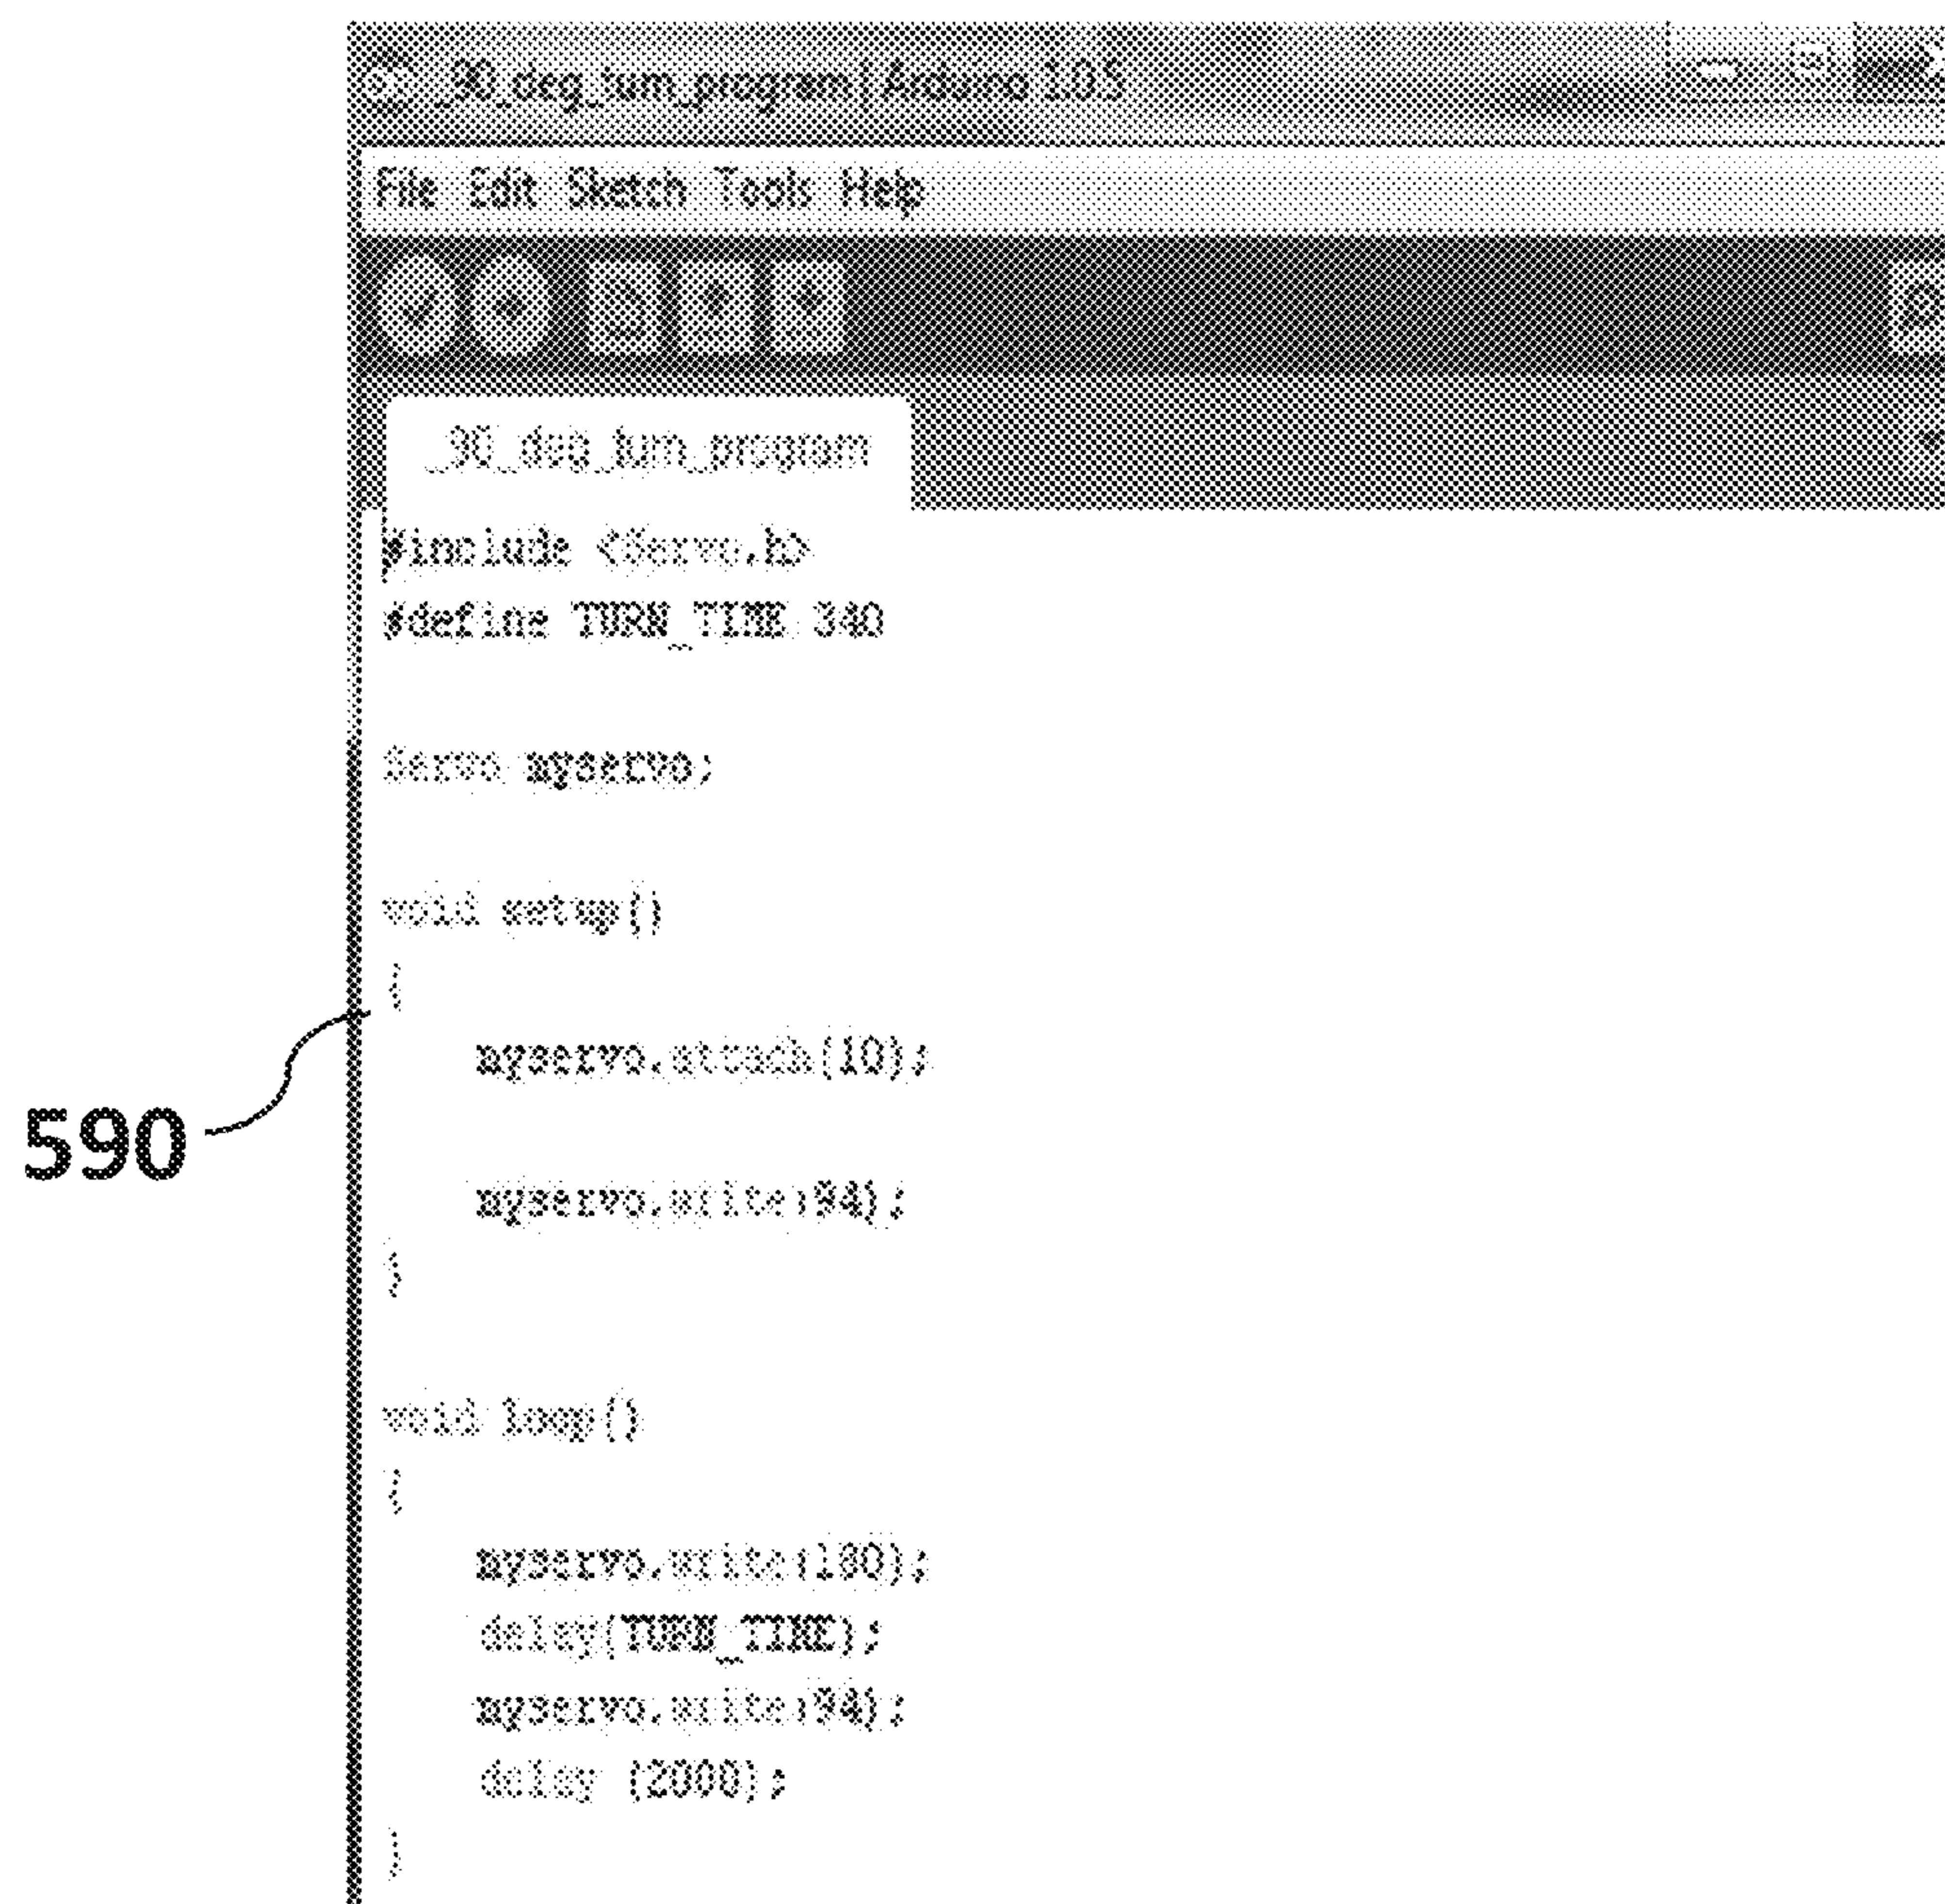 _90_deg_turn_program | Arduino 1.0.5
File Edit Sketch Tools Help
_90_deg_turn_program
#include <Servo.h>
#define TURN_TIME 340
Servo myservo;
void setup()
{
myservo.attach(10);
590
myservo.write(94);
}
void loop()
{
myservo.write(180);
delay(TURN_TIME);
myservo.write(94);
delay (2000);
}